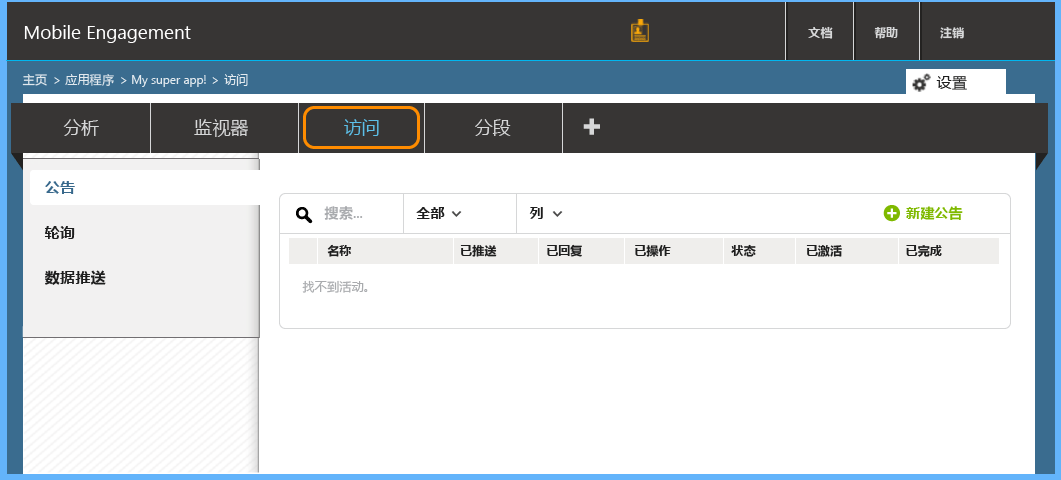 Mobile Engagement 文档 帮助 注销
主页 > 应用程序 > My super app! > 访问
设置
分析 监视器 访问 分段
公告
轮询
数据推送
搜索... 全部 列 新建公告
名称 已推送 已回复 已操作 状态 已激活 已完成
找不到活动。